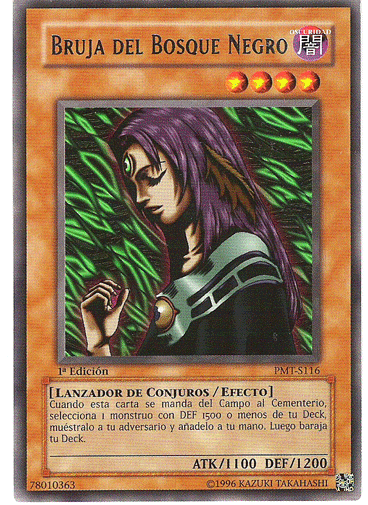 BRUJA DEL BOSQUE NEGRO
OSCURIDAD
闇
1ª Edición
PMT-S116
[LANZADOR DE CONJUROS / EFECTO]
Cuando esta carta se manda del Campo al Cementerio,
selecciona 1 monstruo con DEF 1500 o menos de tu Deck,
muéstralo a tu adversario y añadelo a tu mano. Luego baraja
tu Deck.
ATK/1100 DEF/1200
78010363
©1996 KAZUKI TAKAHASHI